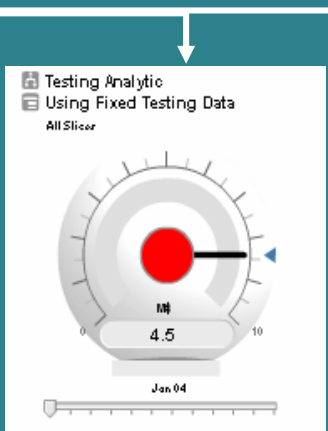 Testing Analytic
Using Fixed Testing Data
All Slicer
M$
0
4.5
10
Jan 04